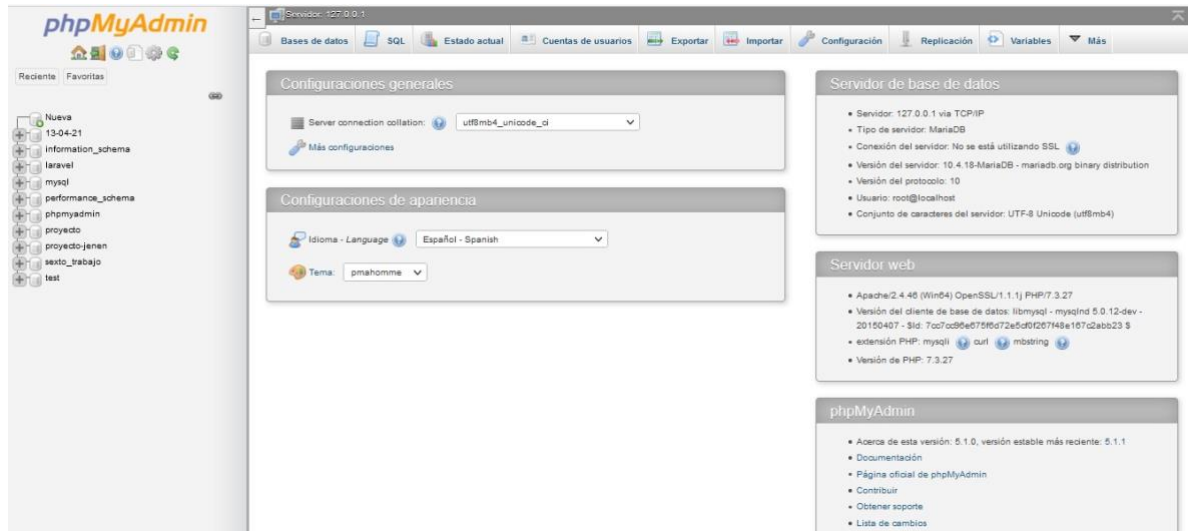 phpMyAdmin
Reciente Favoritas
Nueva
13-04-21
information_schema
laravel
mysql
performance_schema
phpmyadmin
proyecto
proyecto-jenen
sexto_trabajo
test
Servidor: 127.0.0.1
Bases de datos SQL Estado actual Cuentas de usuarios Exportar Importar Configuración Replicación Variables Más
Configuraciones generales
Server connection collation: utf8mb4_unicode_ci
Más configuraciones
Configuraciones de apariencia
Idioma - Language Español - Spanish
Tema: pmahomme
Servidor de base de datos
Servidor: 127.0.0.1 via TCP/IP
Tipo de servidor: MariaDB
Conexión del servidor: No se está utilizando SSL
Versión del servidor: 10.4.18-MariaDB - mariadb.org binary distribution
Versión del protocolo: 10
Usuario: root@localhost
Conjunto de caracteres del servidor: UTF-8 Unicode (utf8mb4)
Servidor web
Apache/2.4.46 (Win64) OpenSSL/1.1.1j PHP/7.3.27
Versión del cliente de base de datos: libmysql - mysqlnd 5.0.12-dev -
20150407 - $Id: 7cc7cc96e675f6d72e5cf0f267f48e167c2abb23 $
extensión PHP: mysqli curl mbstring
Versión de PHP: 7.3.27
phpMyAdmin
Acerca de esta versión: 5.1.0, versión estable más reciente: 5.1.1
Documentación
Página oficial de phpMyAdmin
Contribuir
Obtener soporte
Lista de cambios